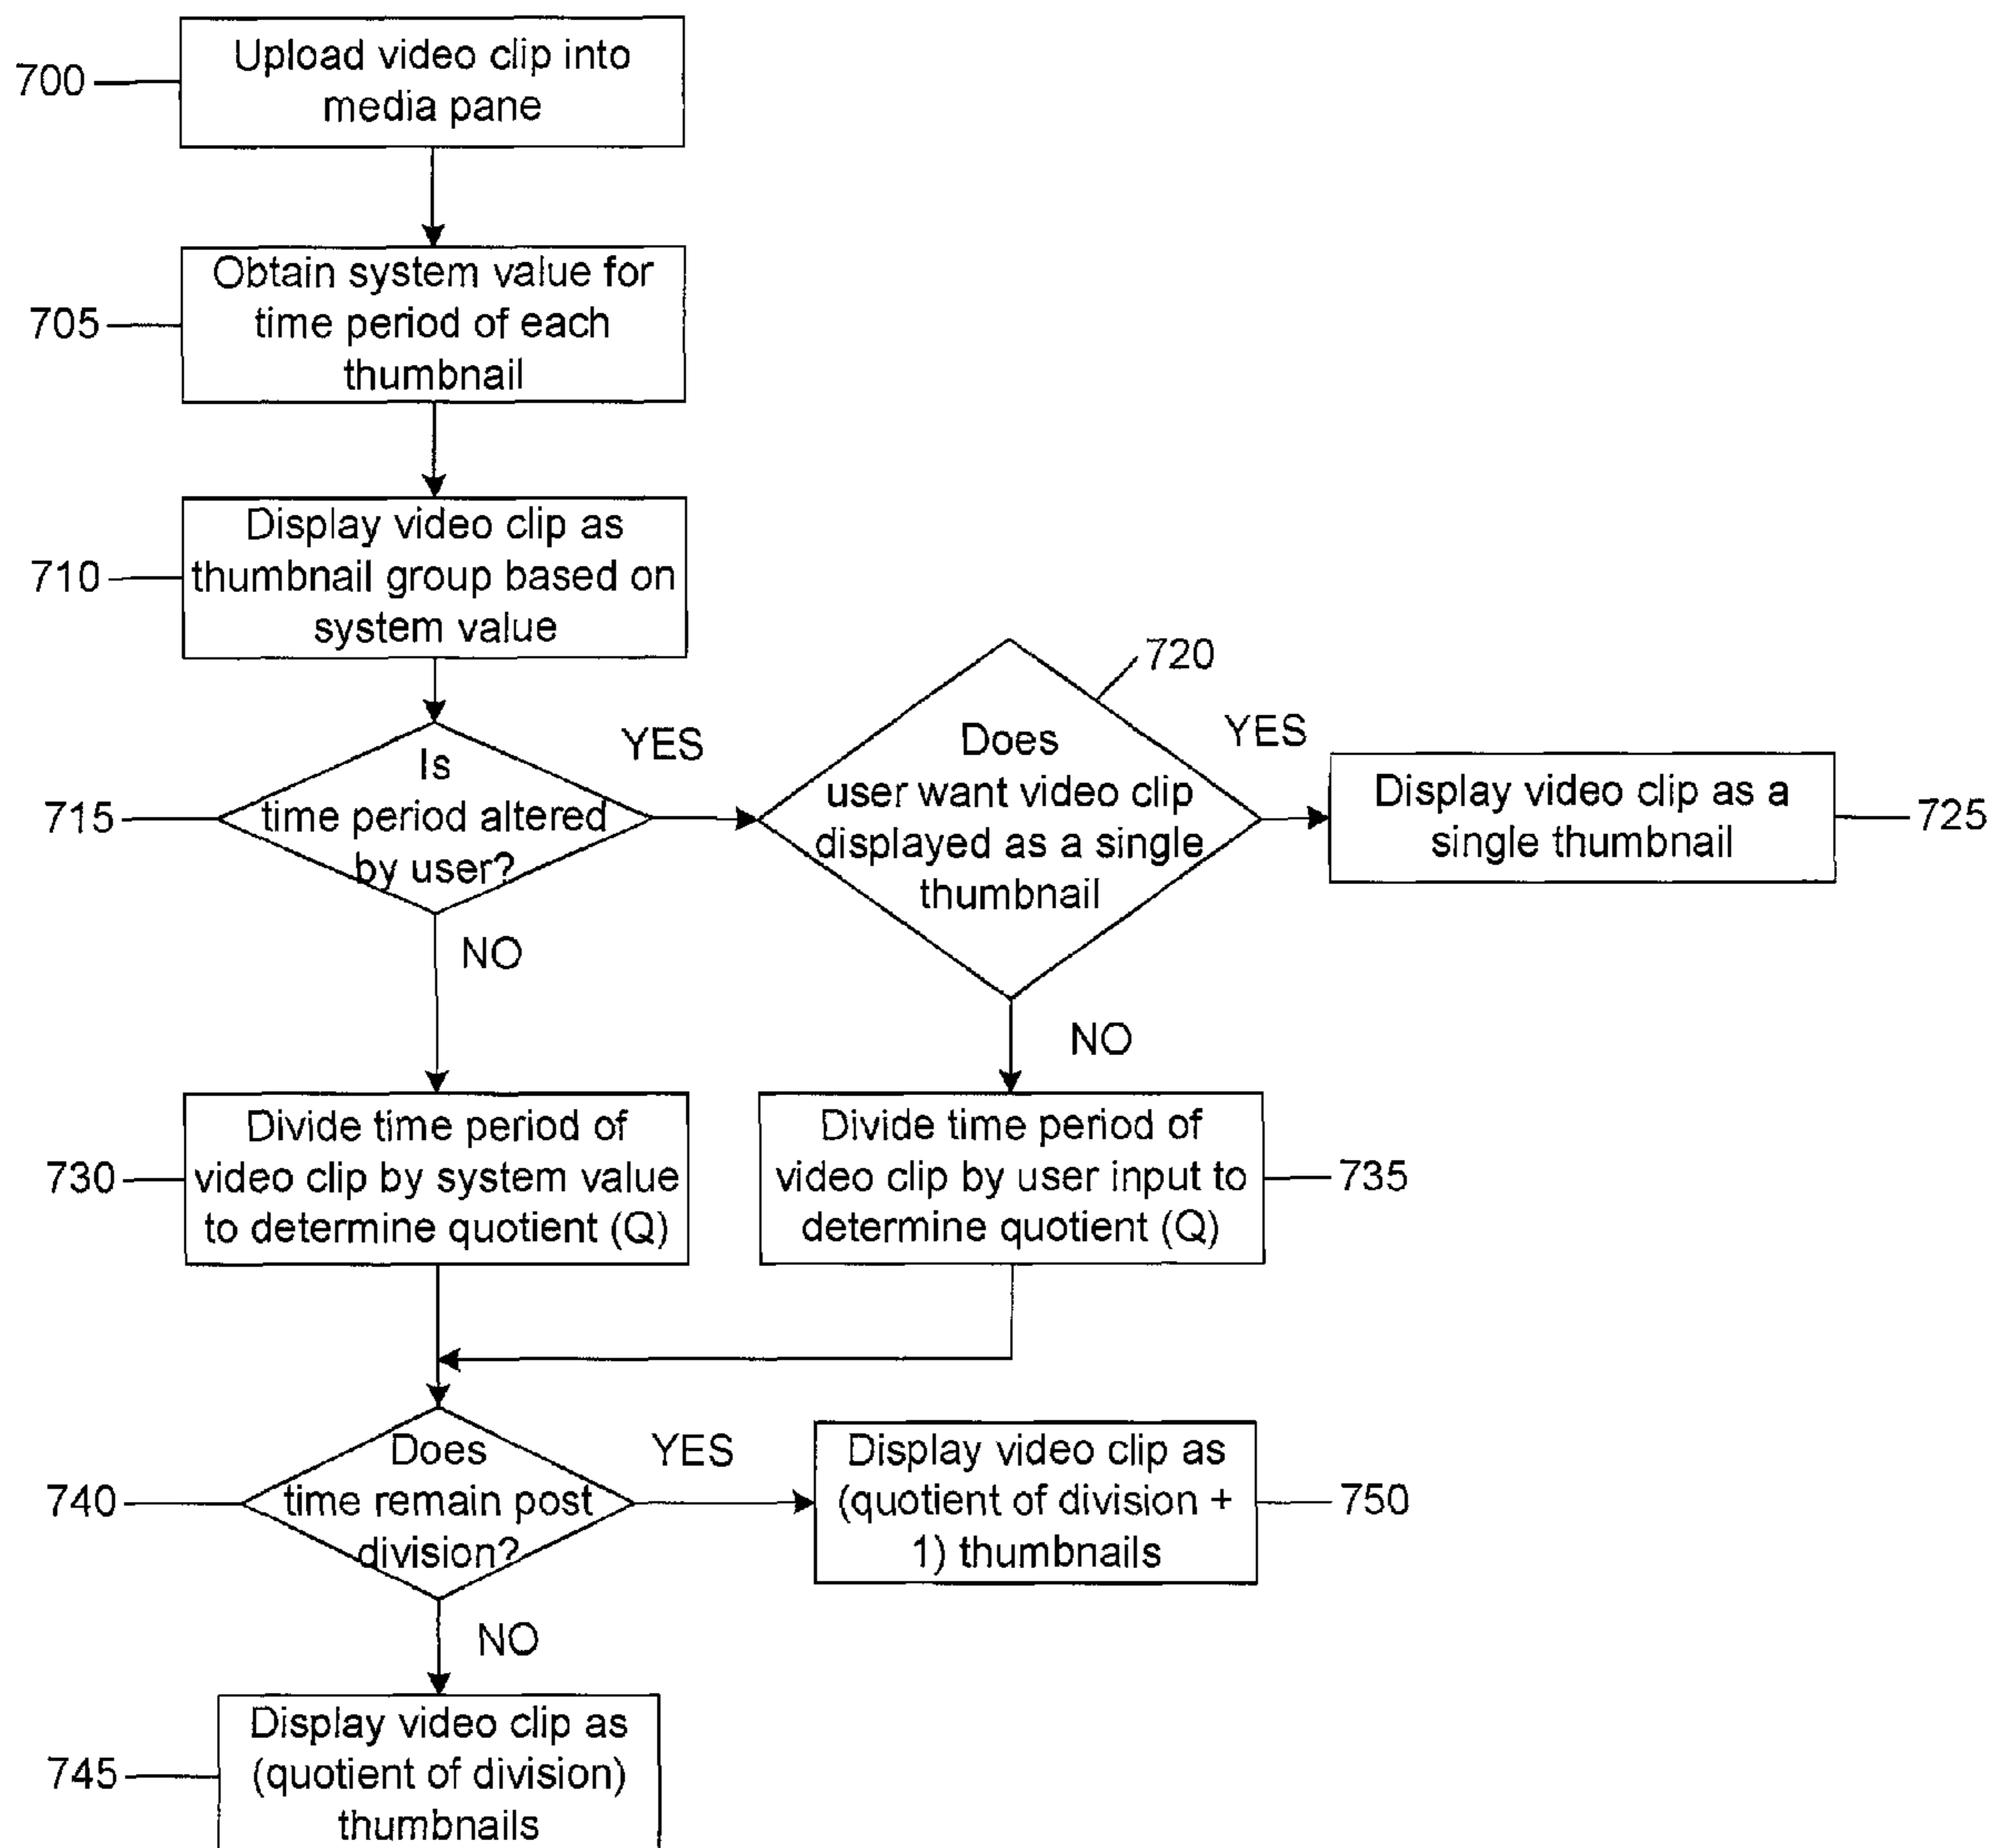 700
Upload video clip into
media pane
705
Obtain system value for
time period of each
thumbnail
710
Display video clip as
thumbnail group based on
system value
715
Is
time period altered
by user?
YES
NO
720
Does
user want video clip
displayed as a single
thumbnail
YES
NO
Display video clip as a
single thumbnail
725
730
Divide time period of
video clip by system value
to determine quotient (Q)
Divide time period of
video clip by user input to
determine quotient (Q)
735
740
Does
time remain post
division?
YES
NO
Display video clip as
(quotient of division +
1) thumbnails
750
745
Display video clip as
(quotient of division)
thumbnails